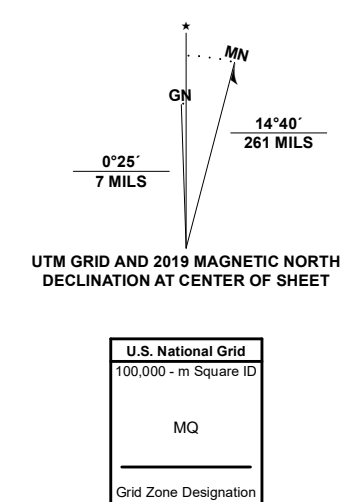 ★
MN
GN
14°40´
261 MILS
0°25´
7 MILS
UTM GRID AND 2019 MAGNETIC NORTH
DECLINATION AT CENTER OF SHEET
U.S. National Grid
100,000 - m Square ID
MQ
Grid Zone Designation